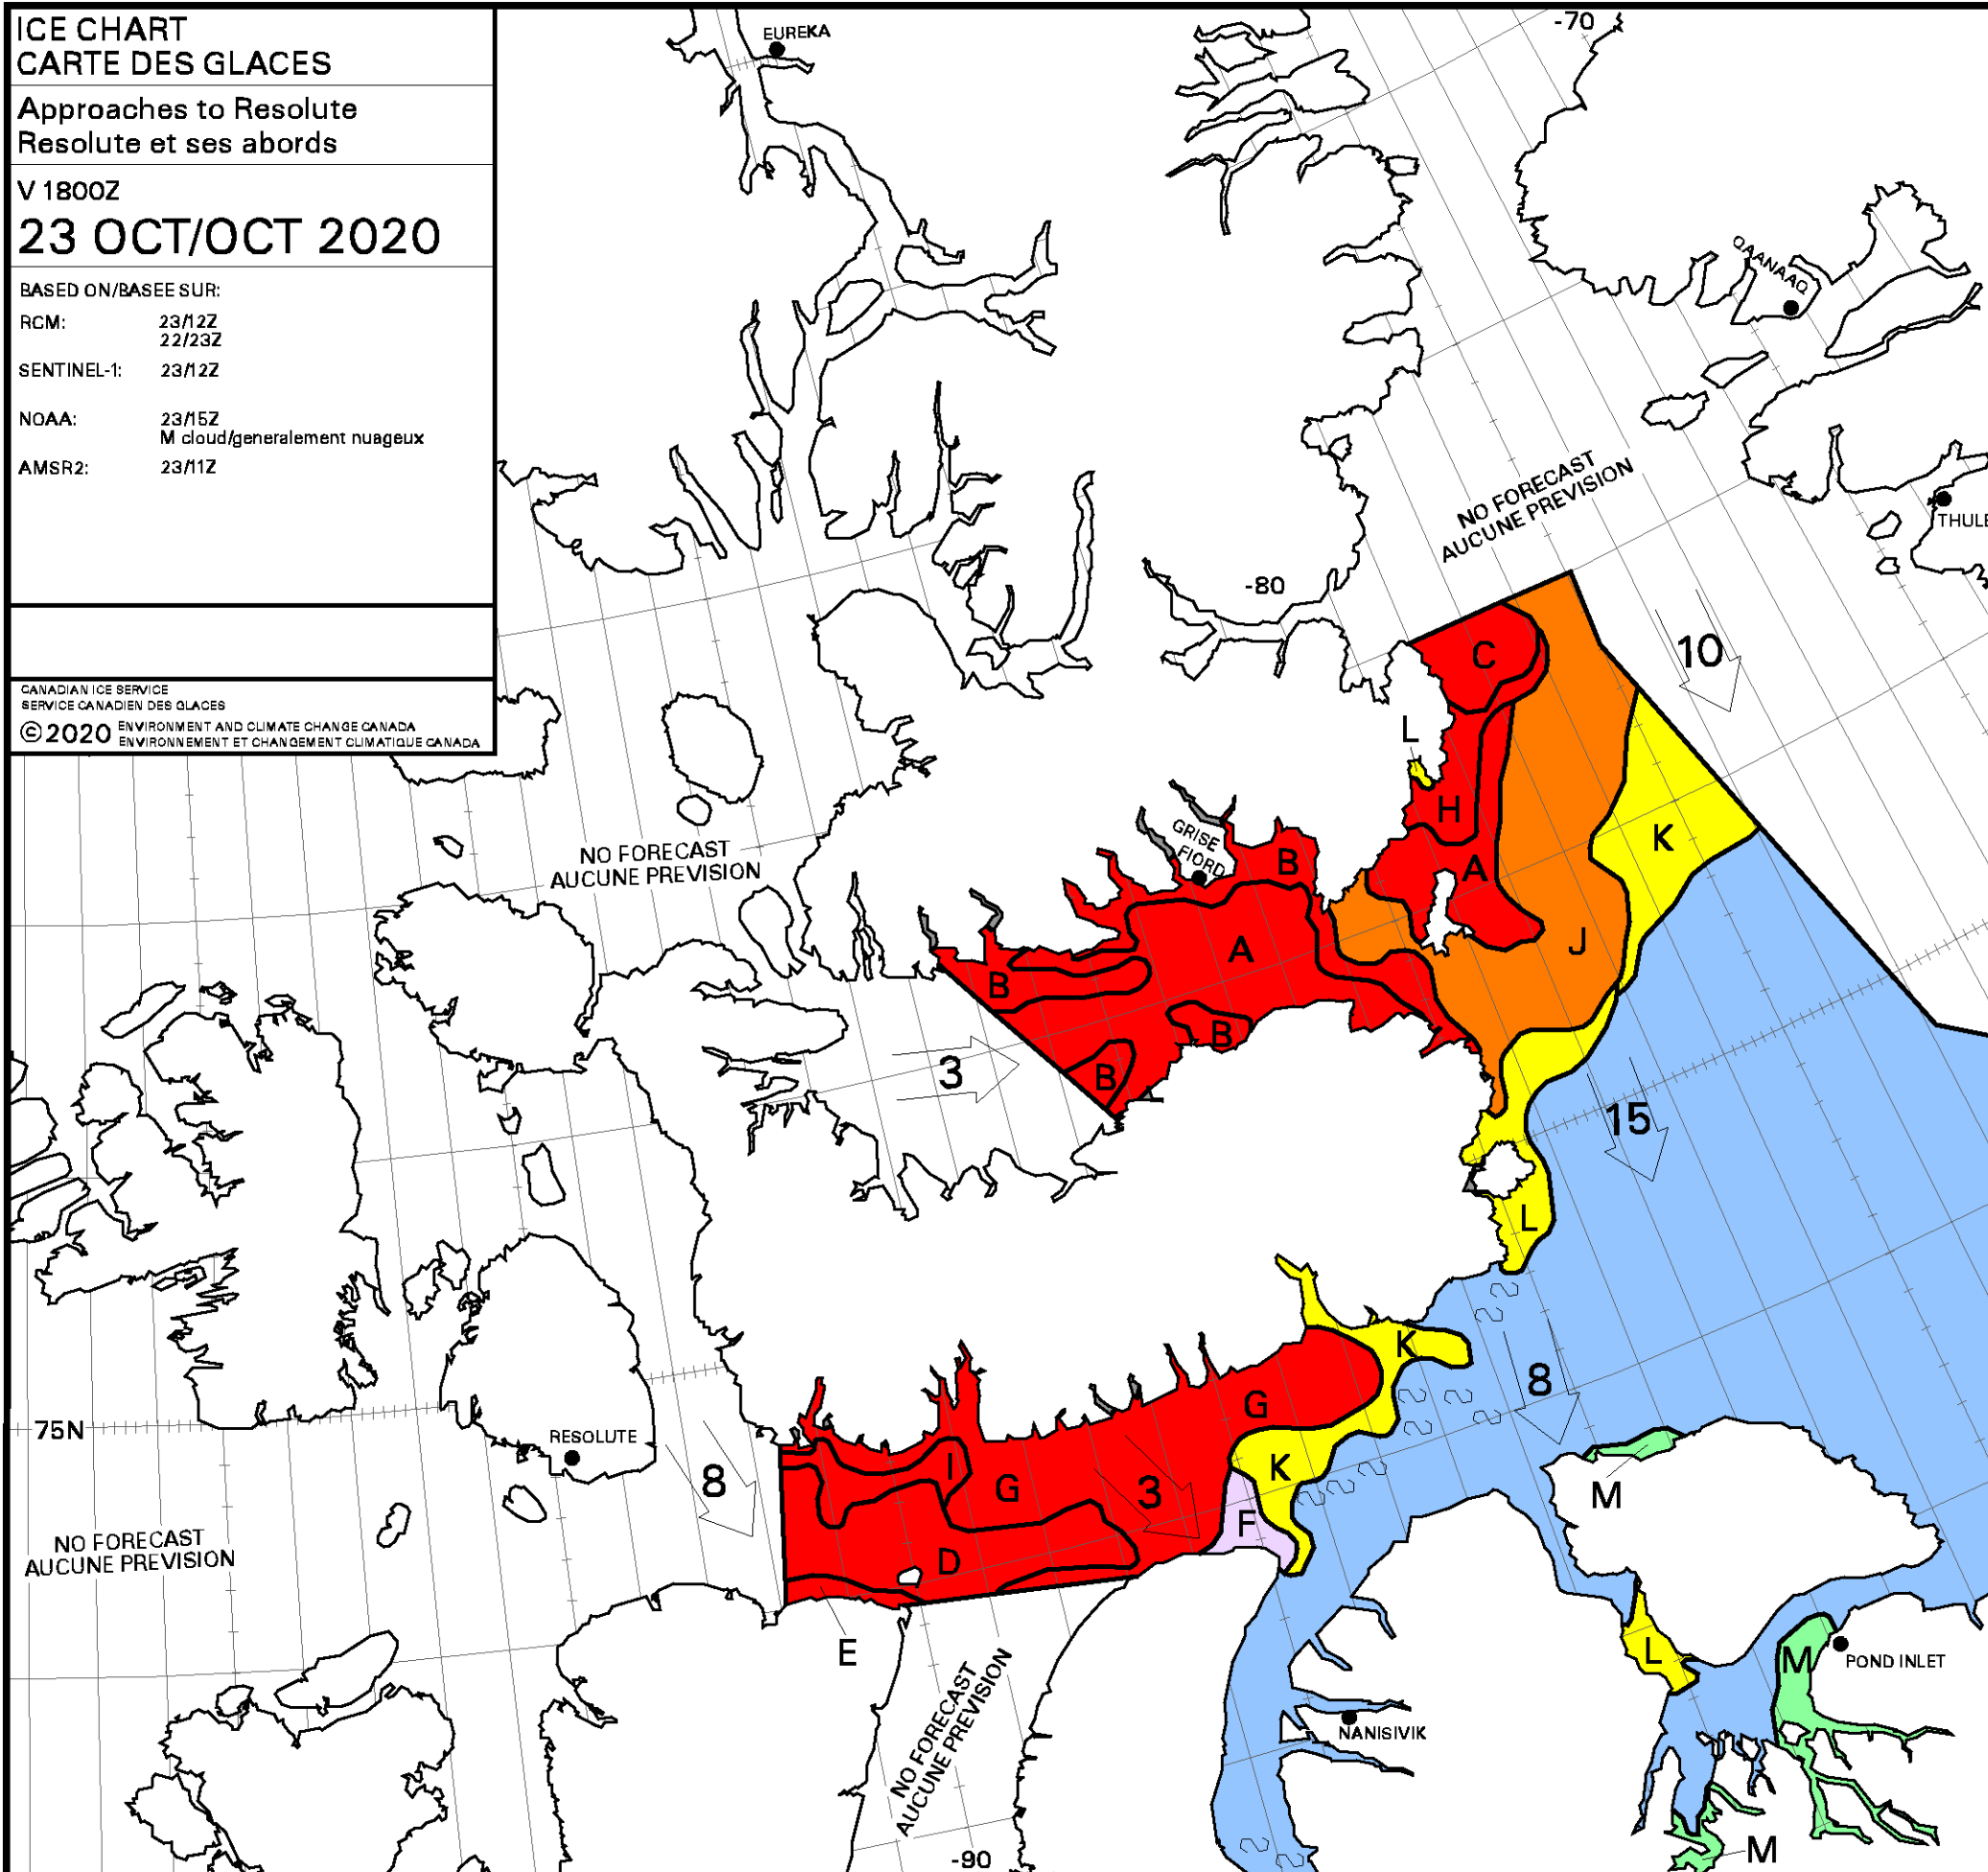 ICE CHART
CARTE DES GLACES
Approaches to Resolute
Resolute et ses abords
V 1800Z
23 OCT/OCT 2020
BASED ON/BASEE SUR:
RCM: 23/12Z
22/23Z
SENTINEL-1: 23/12Z
NOAA: 23/15Z
M cloud/generalement nuageux
AMSR2: 23/11Z
CANADIAN ICE SERVICE
SERVICE CANADIEN DES GLACES
© 2020 ENVIRONMENT AND CLIMATE CHANGE CANADA
ENVIRONNEMENT ET CHANGEMENT CLIMATIQUE CANADA
EUREKA
-70
QAANAAQ
THULE
NO FORECAST
AUCUNE PREVISION
-80
10
C
L
H
K
GRISE
FIORD
B
A
NO FORECAST
AUCUNE PREVISION
A
J
B
B
B
3
15
L
K
8
G
75N
RESOLUTE
8
I
G
3
K
F
M
D
NO FORECAST
AUCUNE PREVISION
E
L
M
POND INLET
NO FORECAST
AUCUNE PREVISION
NANISIVIK
M
-90